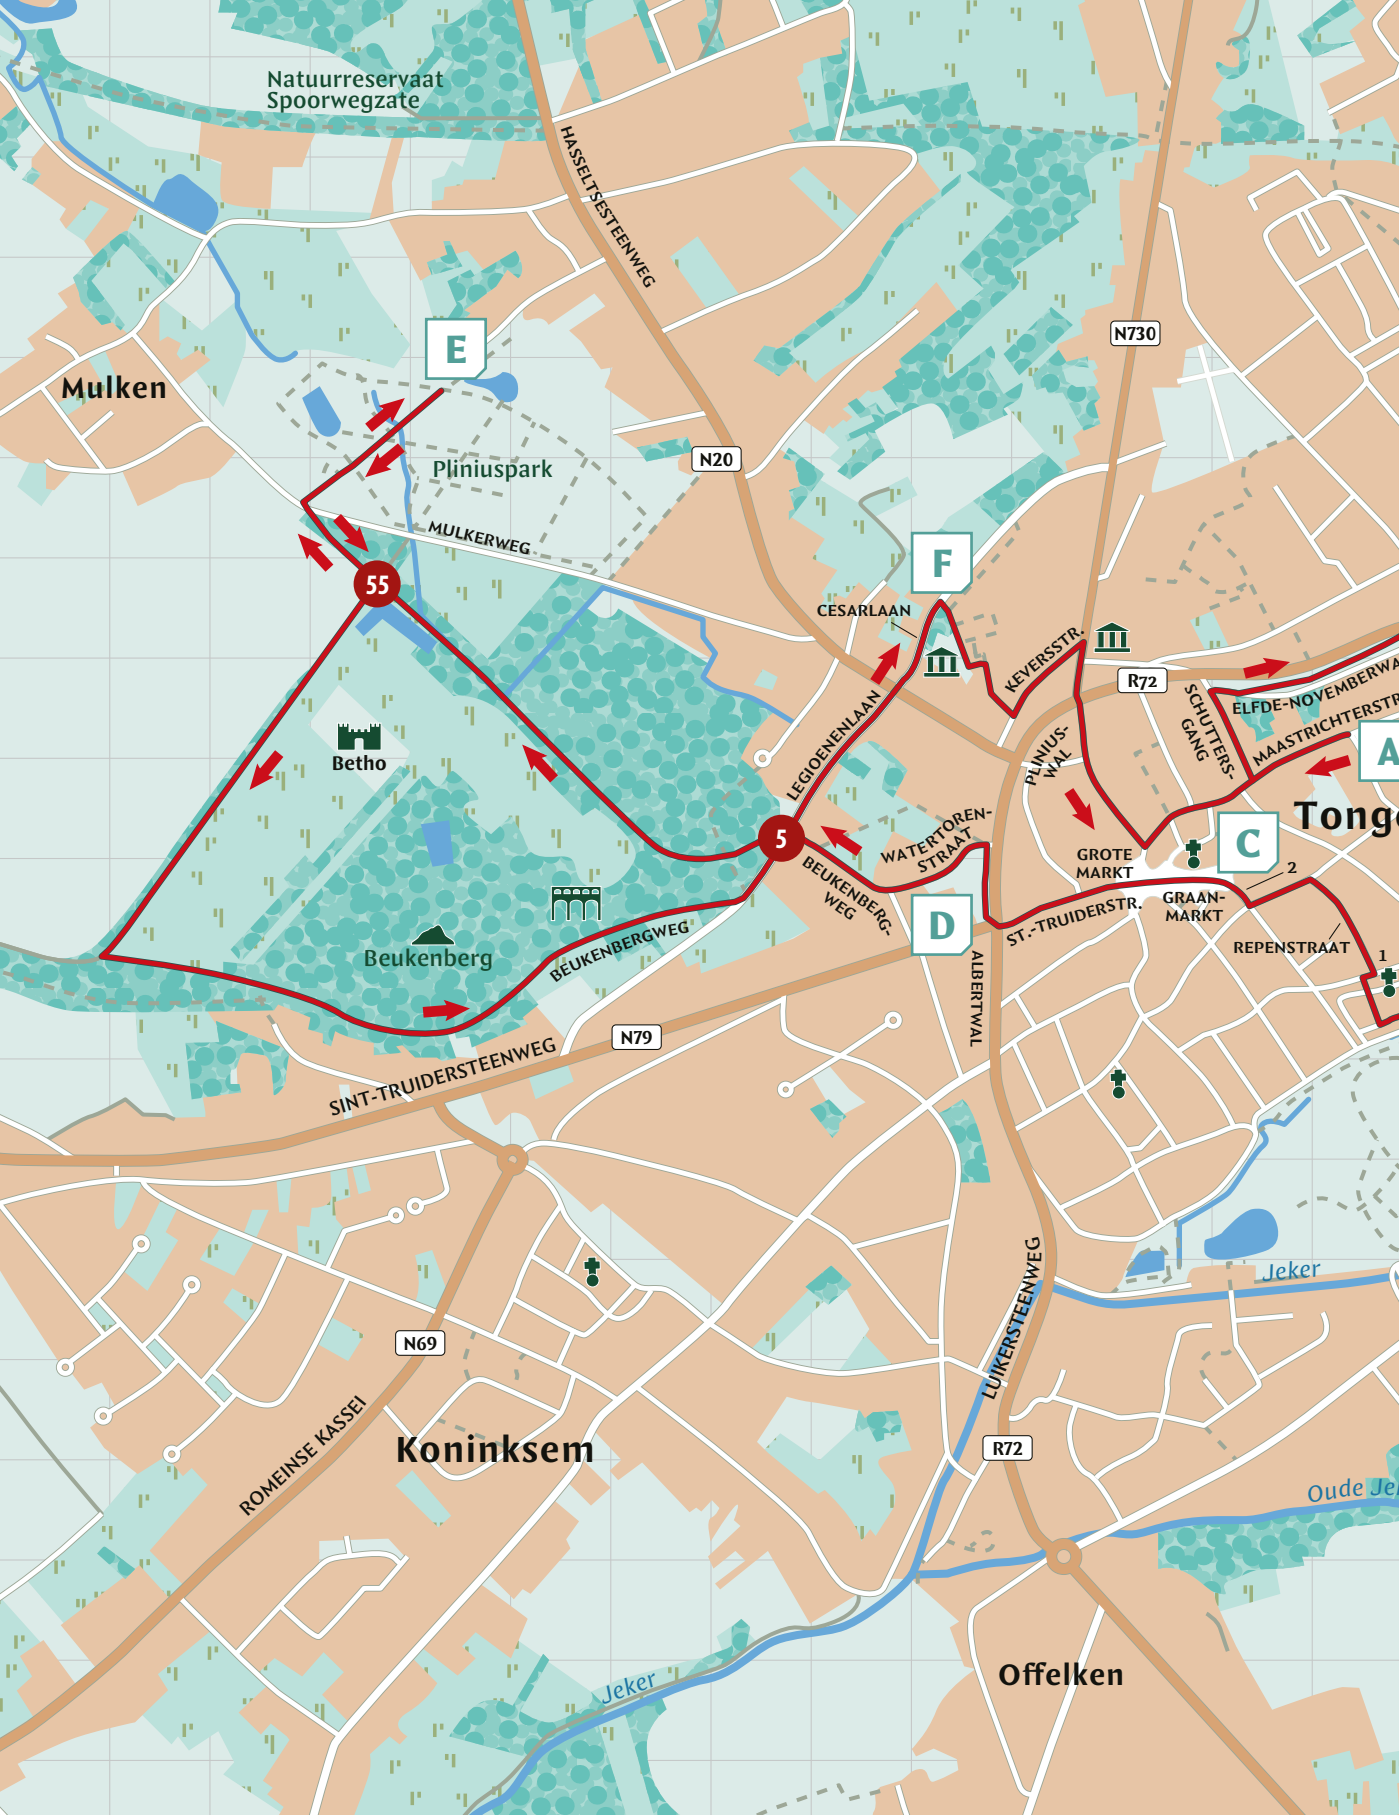 Natuurreservaat
Spoorwegzate
HASSELTSESTEENWEG
N730
E
Mulken
N20
Pliniuspark
MULKERWEG
F
55
CESARLAAN
KEVERSSTR.
R72
ELFDE-NOVEMBERWA
SCHUTTERS-
GANG
MAASTRICHTERSTR
LEGIOENENLAAN
PLINIUS-
WAL
Betho
A
Tong
5
WATERTOREN-
STRAAT
GROTE
MARKT
C
2
BEUKENBERG-
WEG
GRAAN-
MARKT
D
ST.-TRUIDERSTR.
REPENSTRAAT
1
Beukenberg
BEUKENBERGWEG
ALBERTWAL
N79
SINT-TRUIDERSTEENWEG
Jeker
LUIKERSTEENWEG
N69
ROMEINSE KASSEI
Koninksem
R72
Oude Je
Offelken
Jeker